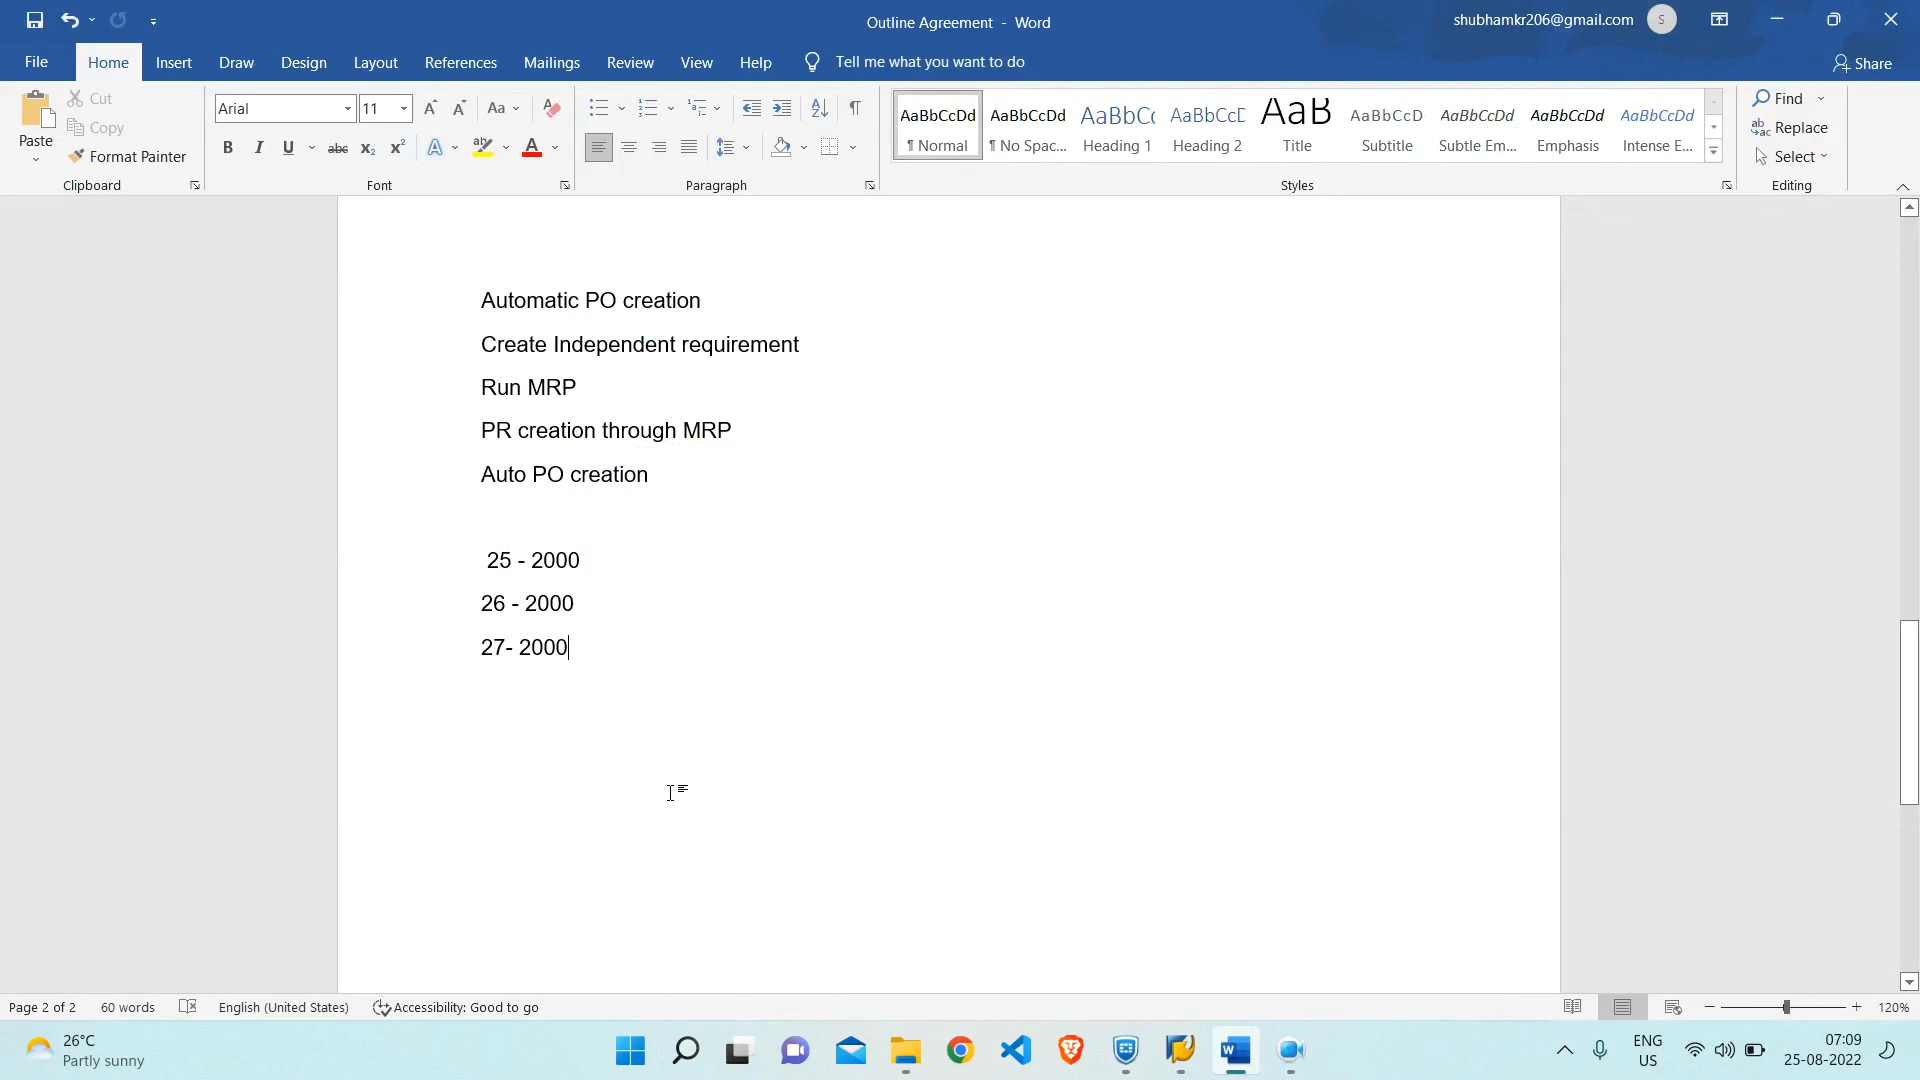 Outline Agreement - Word
shubhamkr206@gmail.com
S
File Home Insert Draw Design Layout References Mailings Review View Help Tell me what you want to do
Share
Paste
Cut
Copy
Format Painter
Clipboard
Arial 11
Aa
B I U abc x₂ x² A ab A
Font
Paragraph
AaBbCcDd AaBbCcDd AaBbC AaBbCcD AaB AaBbCcD AaBbCcDd AaBbCcDd AaBbCcDd
¶ Normal ¶ No Spac... Heading 1 Heading 2 Title Subtitle Subtle Em... Emphasis Intense E...
Styles
Find
Replace
Select
Editing
Automatic PO creation
Create Independent requirement
Run MRP
PR creation through MRP
Auto PO creation
25 - 2000
26 - 2000
27- 2000
Page 2 of 2 60 words English (United States) Accessibility: Good to go
120%
26°C
Partly sunny
ENG
US
07:09
25-08-2022